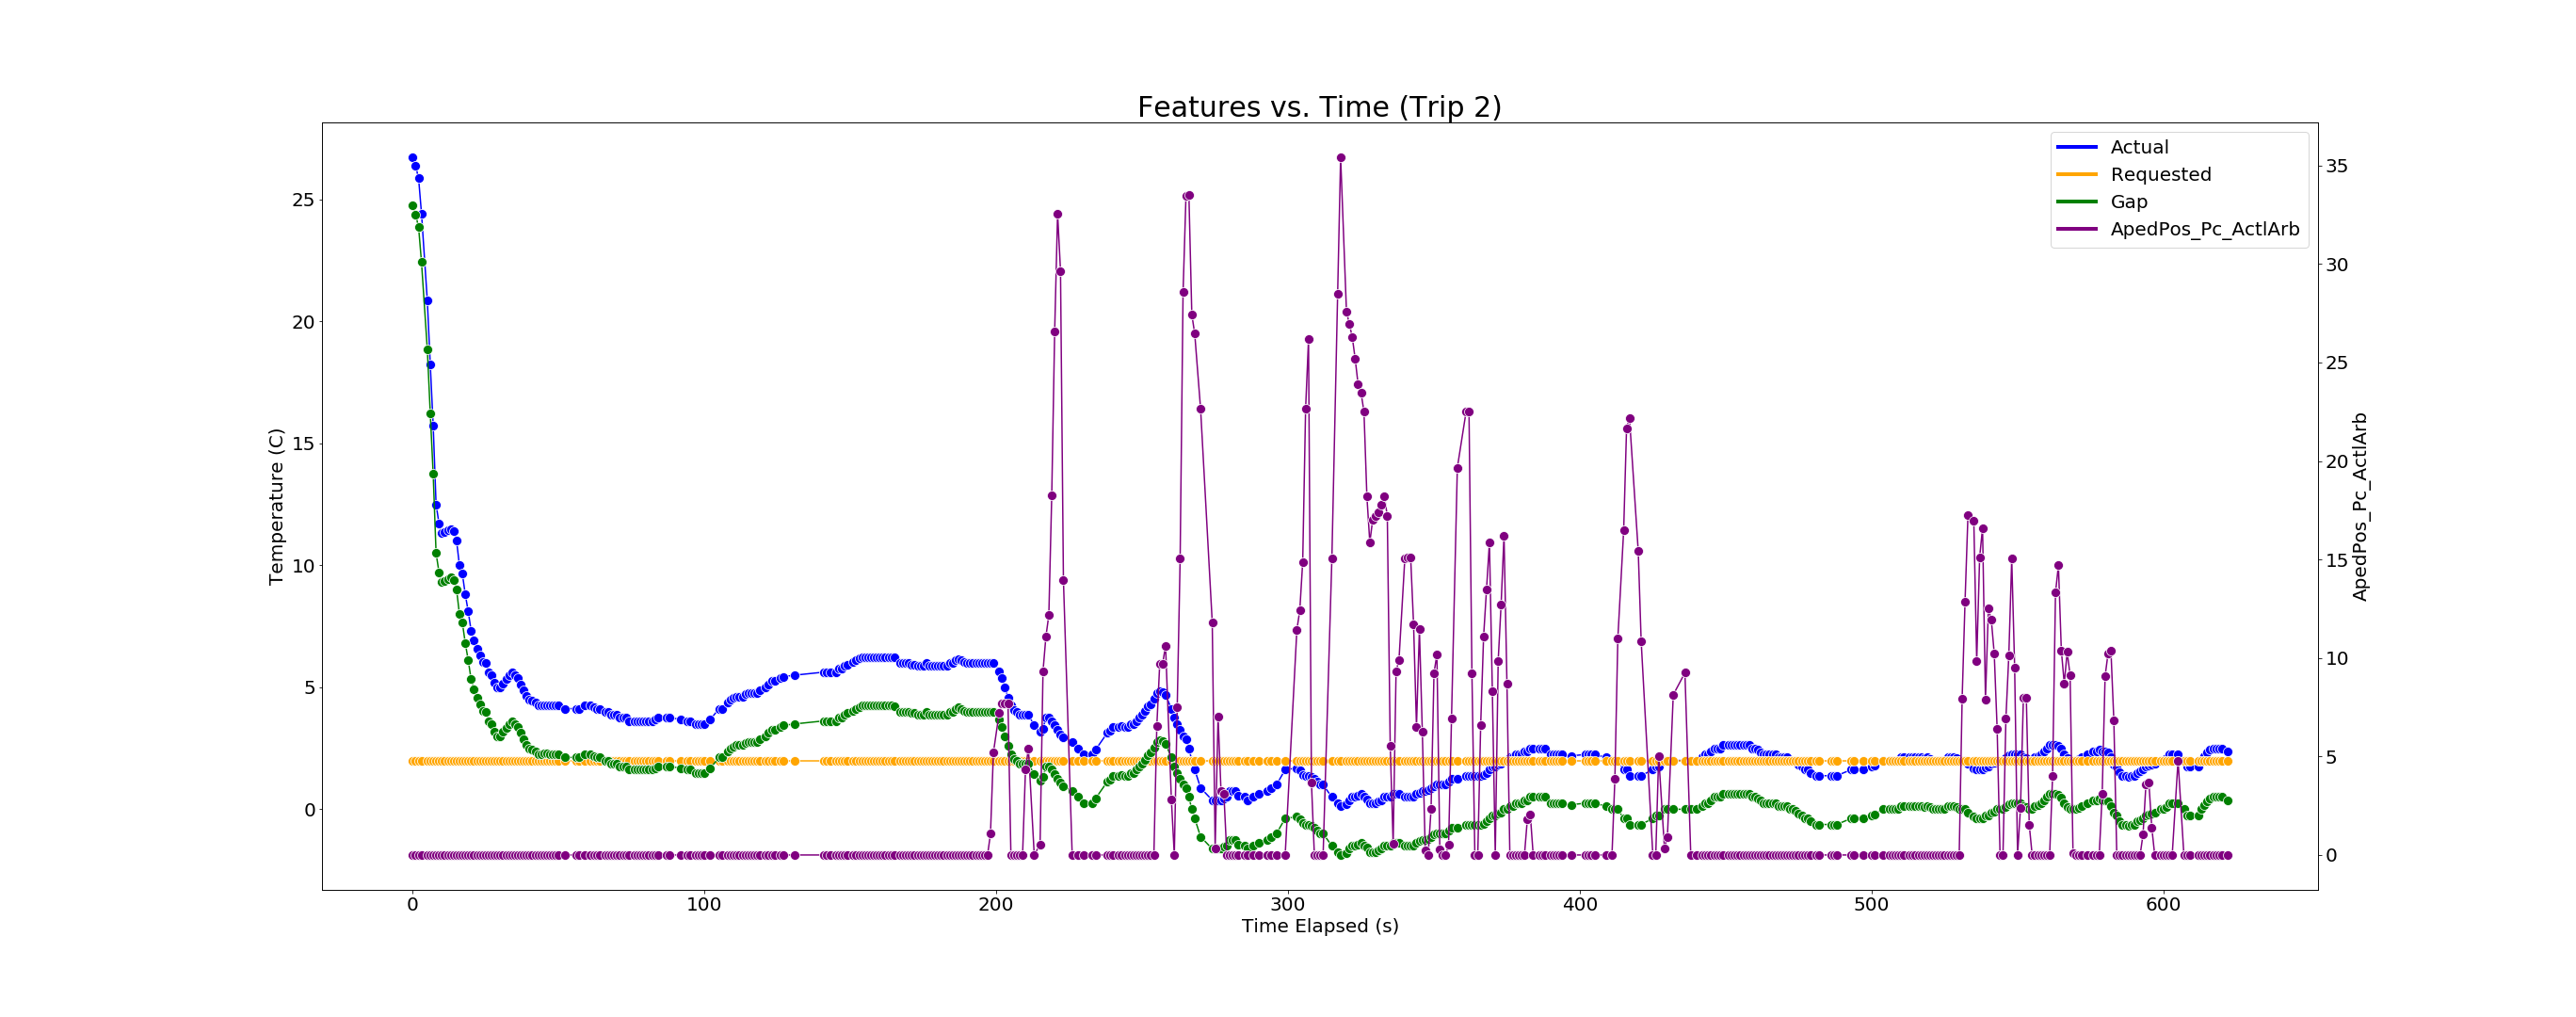 Features vs. Time (Trip 2)
Actual
Requested
Gap
ApedPos_Pc_ActlArb
Temperature (C)
25
20
15
10
5
0
35
30
25
20
15
10
5
0
ApedPos_Pc_ActlArb
0 100 200 300 400 500 600
Time Elapsed (s)